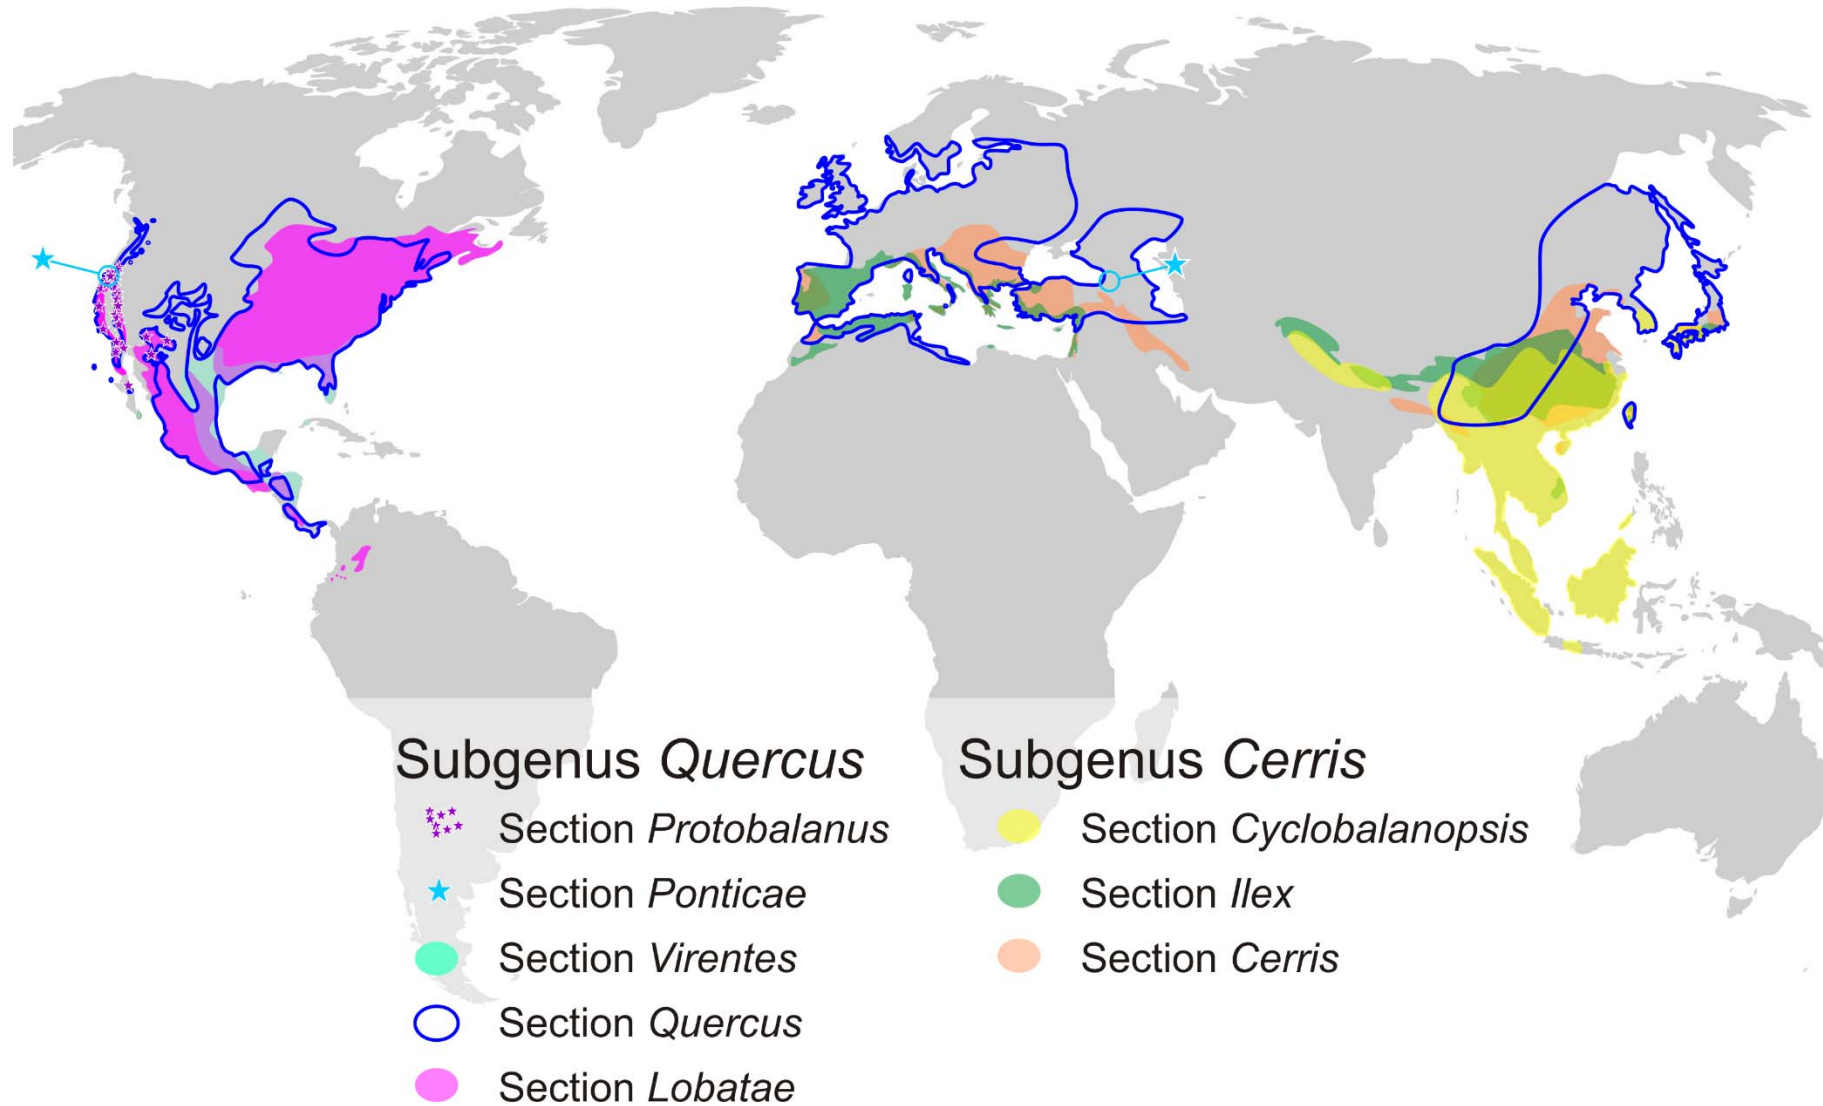 Subgenus Quercus
Section Protobalanus
Section Ponticae
Section Virentes
Section Quercus
Section Lobatae
Subgenus Cerris
Section Cyclobalanopsis
Section Ilex
Section Cerris